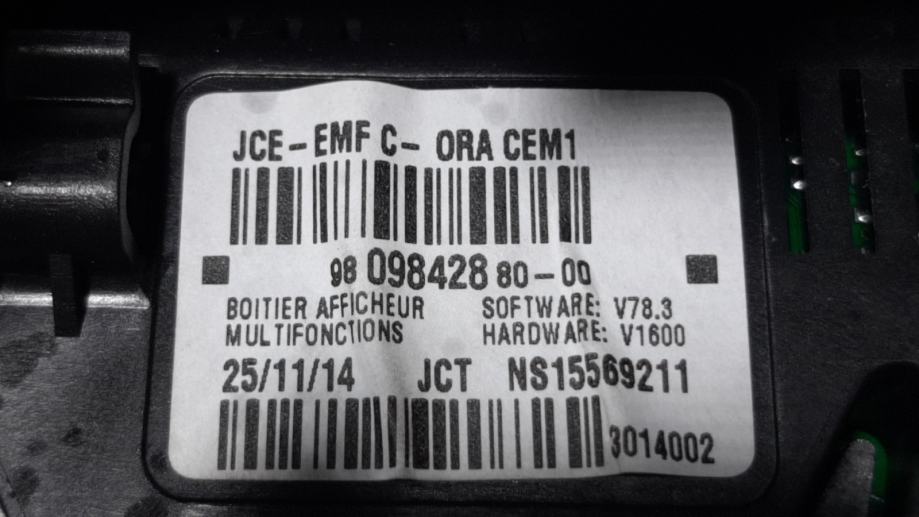 JCE-EMF C- ORA CEM1
98 098428 80-00
BOITIER AFFICHEUR SOFTWARE: V78.3
MULTIFONCTIONS HARDWARE: V1600
25/11/14 JCT NS15569211
3014002